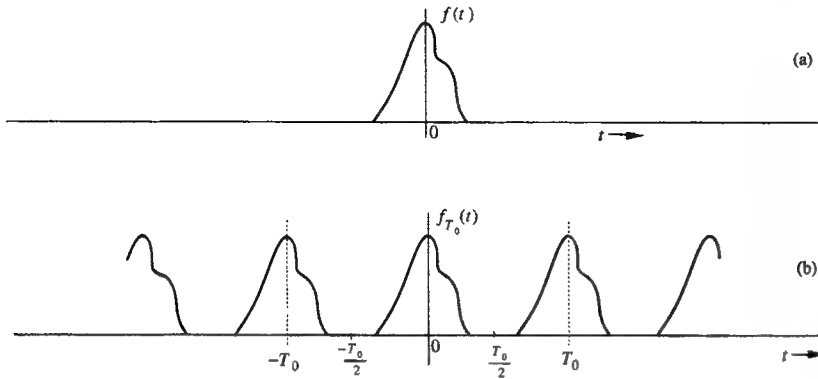 f(t)
(a)
0
t →
f_{T_0}(t)
(b)
-T_0
-T_0/2
0
T_0/2
T_0
t →